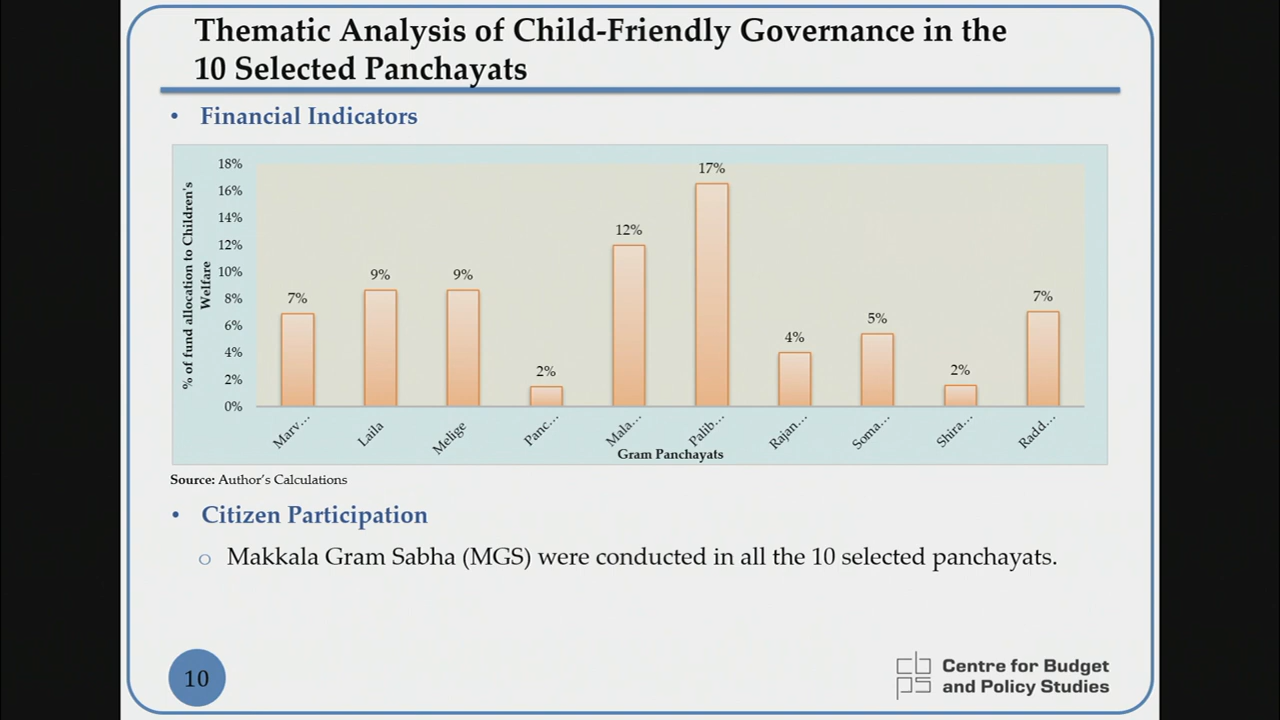 Thematic Analysis of Child-Friendly Governance in the
10 Selected Panchayats
• Financial Indicators
% of fund allocation to Children's
Welfare
18%
16%
14%
12%
10%
8%
6%
4%
2%
0%
7%
9%
9%
2%
12%
17%
4%
5%
2%
7%
Marv...
Laila
Melige
Panc...
Mala...
Palib...
Rajan...
Soma...
Shira...
Radd...
Gram Panchayats
Source: Author's Calculations
• Citizen Participation
o Makkala Gram Sabha (MGS) were conducted in all the 10 selected panchayats.
10
cb
ps
Centre for Budget
and Policy Studies